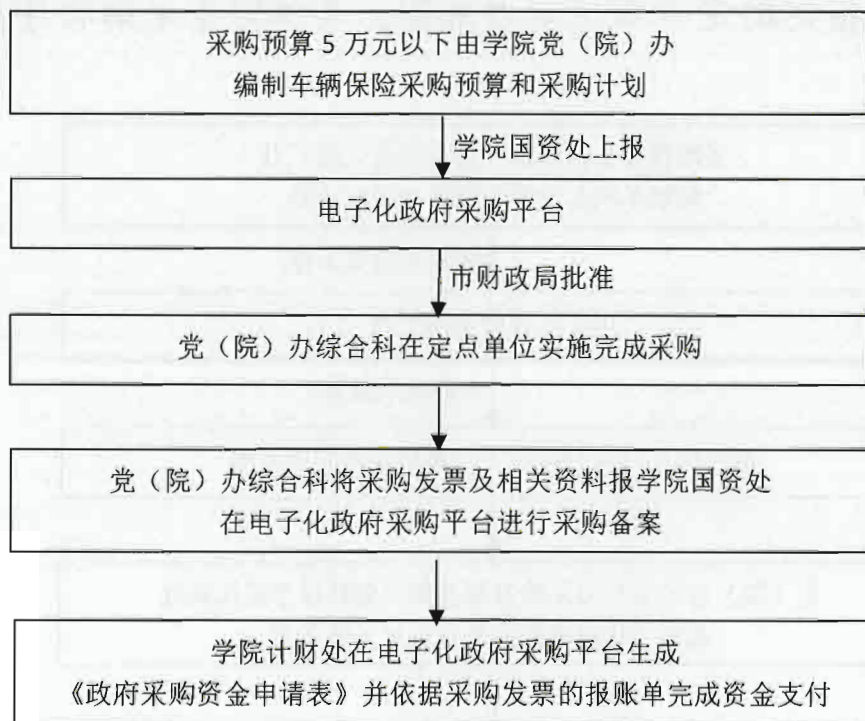 采购预算 5 万元以下由学院党（院）办
编制车辆保险采购预算和采购计划
学院国资处上报
电子化政府采购平台
市财政局批准
党（院）办综合科在定点单位实施完成采购
党（院）办综合科将采购发票及相关资料报学院国资处
在电子化政府采购平台进行采购备案
学院计财处在电子化政府采购平台生成
《政府采购资金申请表》并依据采购发票的报账单完成资金支付